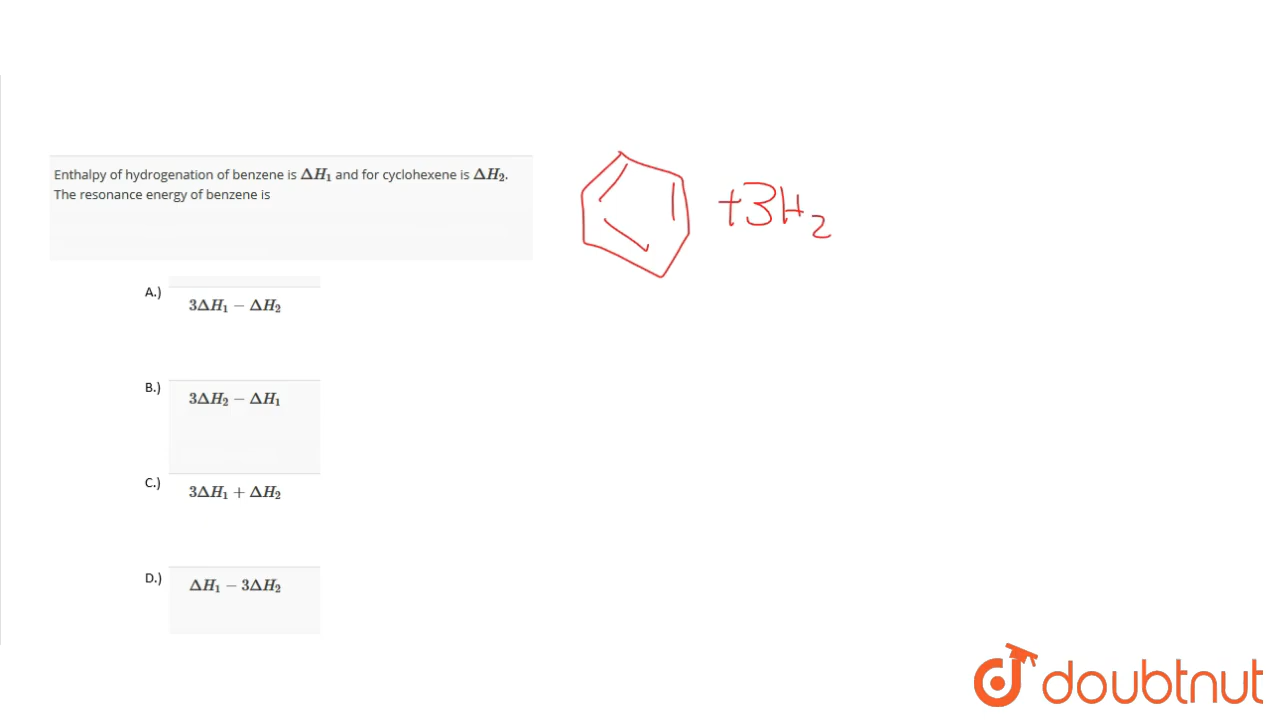 Enthalpy of hydrogenation of benzene is ΔH₁ and for cyclohexene is ΔH₂.
The resonance energy of benzene is
+3H₂
A.)
3ΔH₁ − ΔH₂
B.)
3ΔH₂ − ΔH₁
C.)
3ΔH₁ + ΔH₂
D.)
ΔH₁ − 3ΔH₂
doubtnut